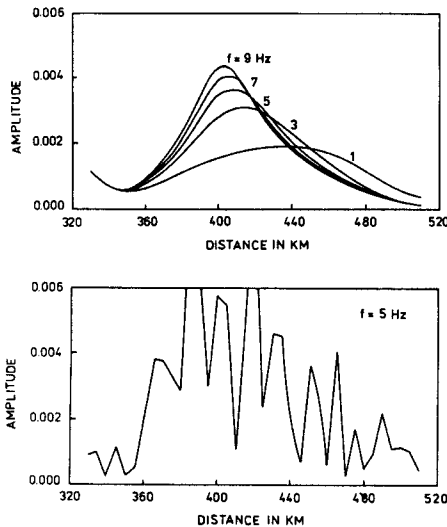 0.006
0.004
0.002
0.000
AMPLITUDE
f = 9 Hz
7
5
3
1
320 360 400 440 480 520
DISTANCE IN KM
0.006
0.004
0.002
0.000
AMPLITUDE
f = 5 Hz
320 360 400 440 480 520
DISTANCE IN KM